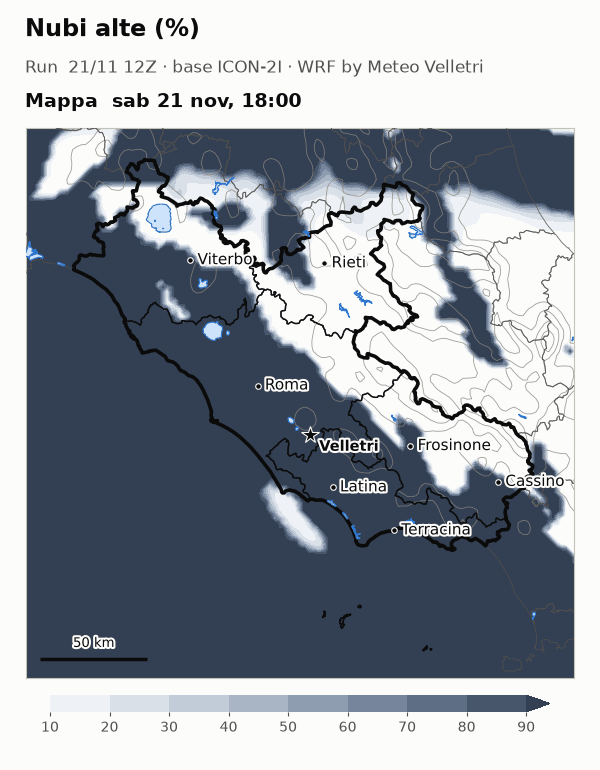 Nubi alte (%)
Run 21/11 12Z · base ICON-2I · WRF by Meteo Velletri
Mappa sab 21 nov, 18:00
Viterbo
Rieti
Roma
Velletri
Frosinone
Latina
Cassino
Terracina
50 km
10 20 30 40 50 60 70 80 90